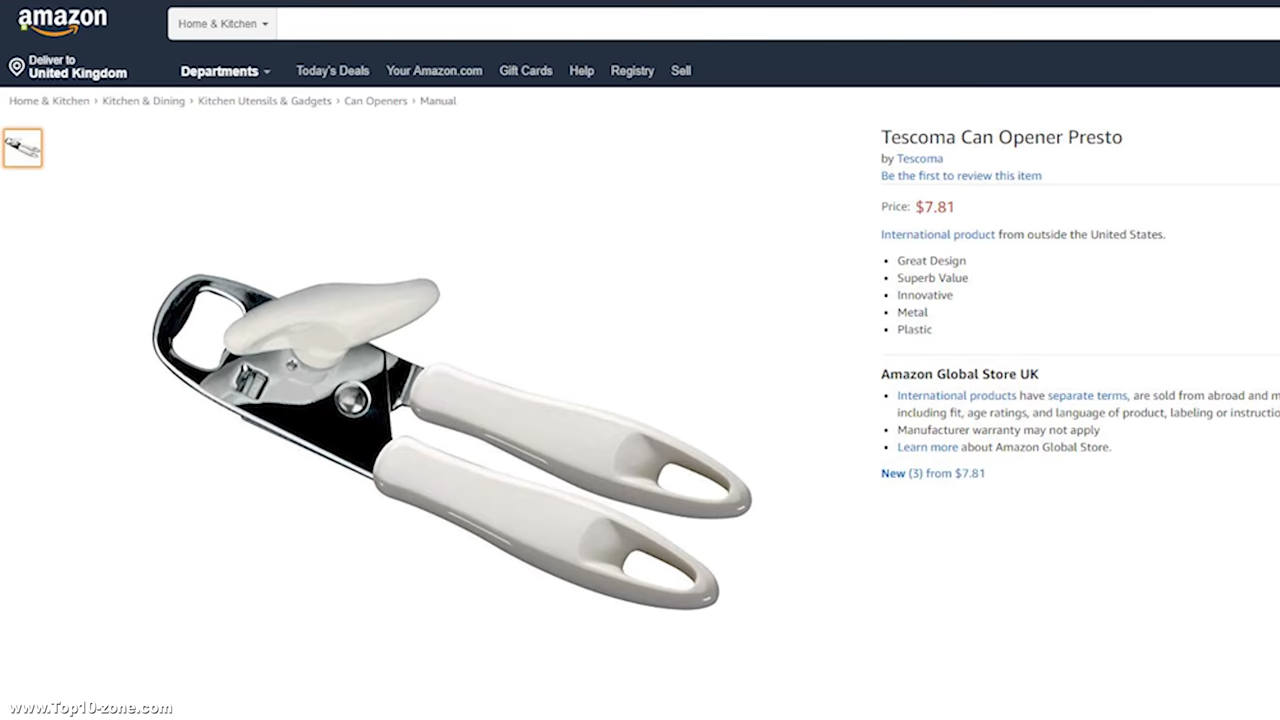 amazon
Home & Kitchen
Deliver to
United Kingdom
Departments
Today's Deals
Your Amazon.com
Gift Cards
Help
Registry
Sell
Home & Kitchen › Kitchen & Dining › Kitchen Utensils & Gadgets › Can Openers › Manual
Tescoma Can Opener Presto
by Tescoma
Be the first to review this item
Price: $7.81
International product from outside the United States.
• Great Design
• Superb Value
• Innovative
• Metal
• Plastic
Amazon Global Store UK
• International products have separate terms, are sold from abroad and m
including fit, age ratings, and language of product, labeling or instructio
• Manufacturer warranty may not apply
• Learn more about Amazon Global Store.
New (3) from $7.81
www.Top10-zone.com